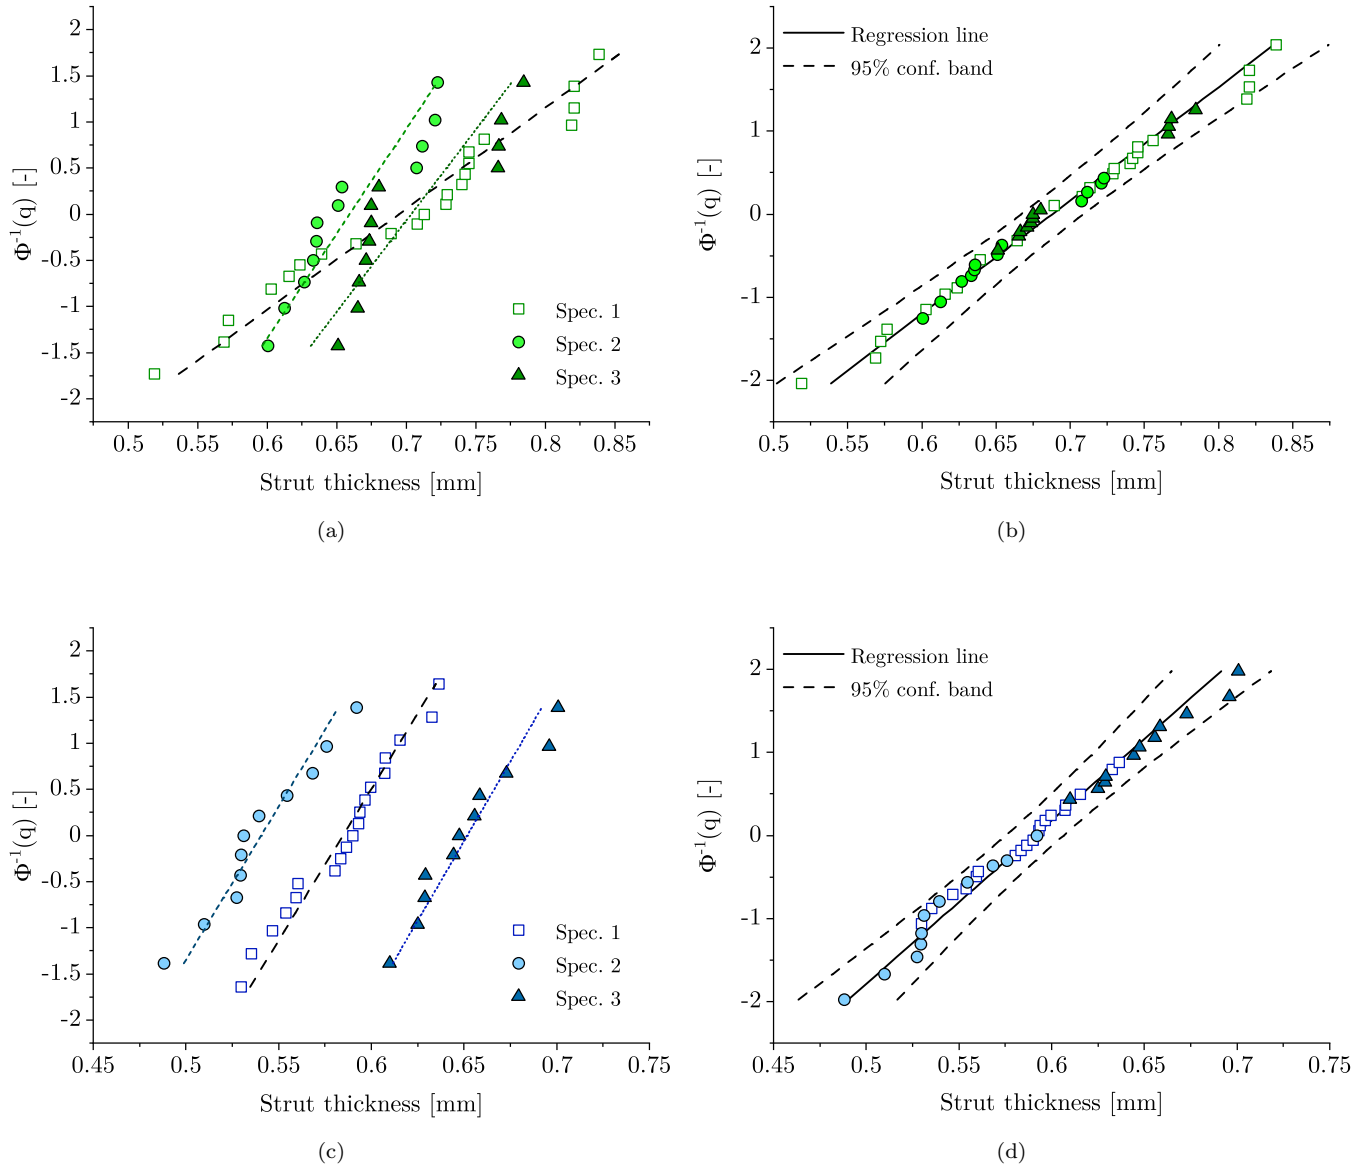 2
1.5
1
0.5
0
-0.5
-1
-1.5
-2
Φ⁻¹(q) [-]
Spec. 1
Spec. 2
Spec. 3
0.5 0.55 0.6 0.65 0.7 0.75 0.8 0.85
Strut thickness [mm]
(a)
Regression line
95% conf. band
2
1
0
-1
-2
Φ⁻¹(q) [-]
0.5 0.55 0.6 0.65 0.7 0.75 0.8 0.85
Strut thickness [mm]
(b)
2
1.5
1
0.5
0
-0.5
-1
-1.5
-2
Φ⁻¹(q) [-]
Spec. 1
Spec. 2
Spec. 3
0.45 0.5 0.55 0.6 0.65 0.7 0.75
Strut thickness [mm]
(c)
Regression line
95% conf. band
2
1
0
-1
-2
Φ⁻¹(q) [-]
0.45 0.5 0.55 0.6 0.65 0.7 0.75
Strut thickness [mm]
(d)